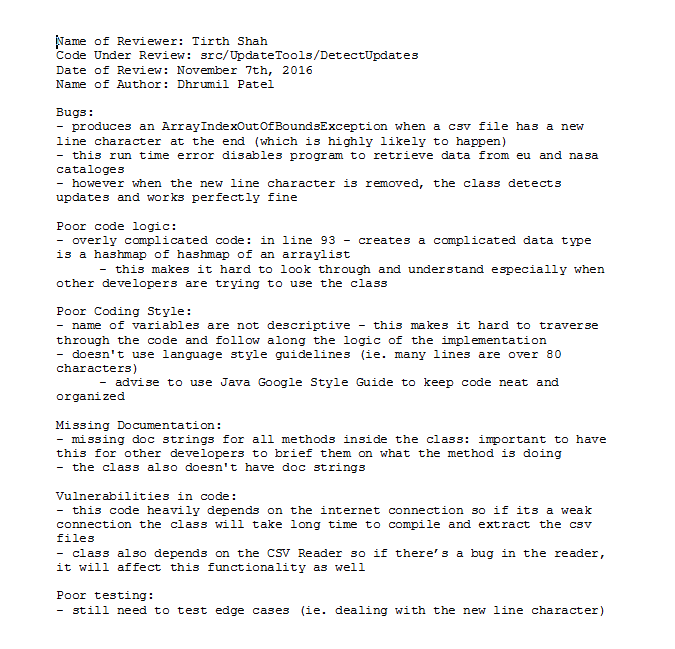 Name of Reviewer: Tirth Shah
Code Under Review: src/UpdateTools/DetectUpdates
Date of Review: November 7th, 2016
Name of Author: Dhrumil Patel
Bugs:
- produces an ArrayIndexOutOfBoundsException when a csv file has a new
line character at the end (which is highly likely to happen)
- this run time error disables program to retrieve data from eu and nasa
cataloges
- however when the new line character is removed, the class detects
updates and works perfectly fine
Poor code logic:
- overly complicated code: in line 93 - creates a complicated data type
is a hashmap of hashmap of an arraylist
- this makes it hard to look through and understand especially when
other developers are trying to use the class
Poor Coding Style:
- name of variables are not descriptive - this makes it hard to traverse
through the code and follow along the logic of the implementation
- doesn't use language style guidelines (ie. many lines are over 80
characters)
- advise to use Java Google Style Guide to keep code neat and
organized
Missing Documentation:
- missing doc strings for all methods inside the class: important to have
this for other developers to brief them on what the method is doing
- the class also doesn't have doc strings
Vulnerabilities in code:
- this code heavily depends on the internet connection so if its a weak
connection the class will take long time to compile and extract the csv
files
- class also depends on the CSV Reader so if there’s a bug in the reader,
it will affect this functionality as well
Poor testing:
- still need to test edge cases (ie. dealing with the new line character)